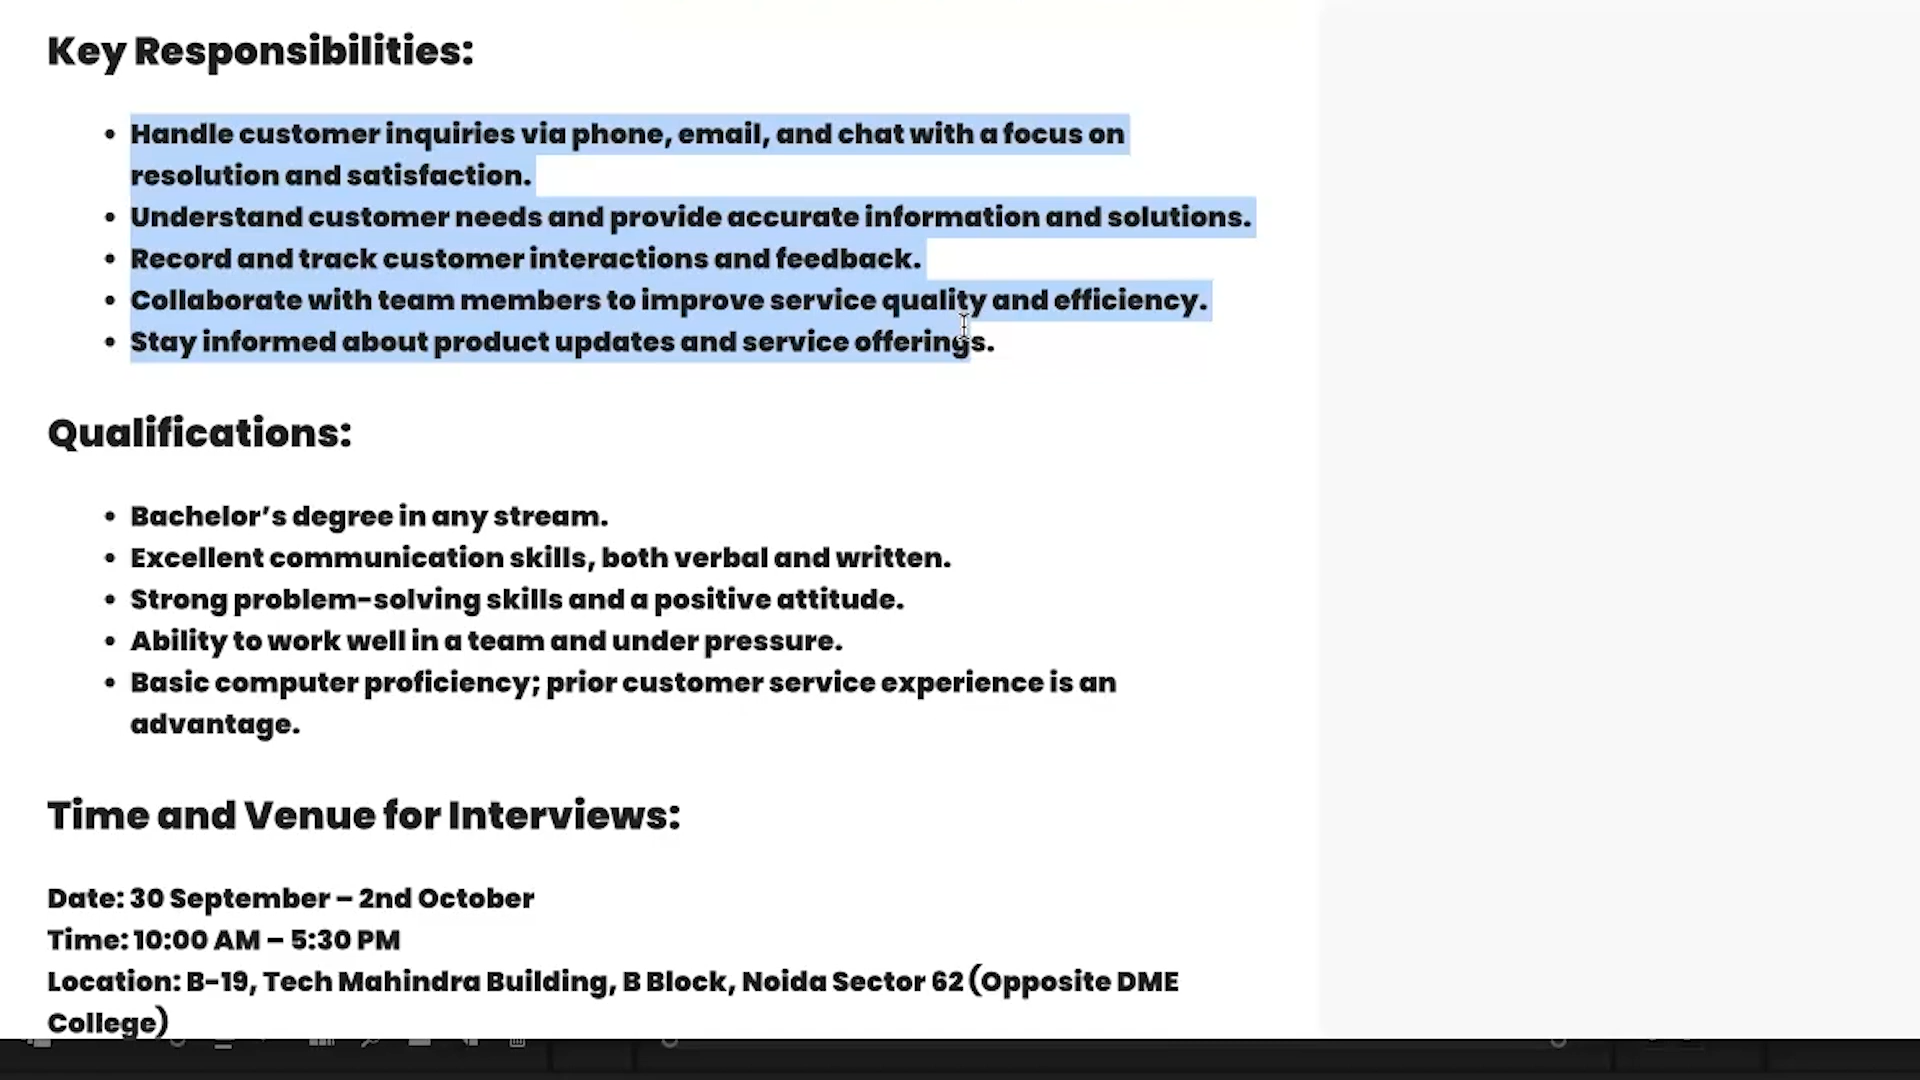 Key Responsibilities:
• Handle customer inquiries via phone, email, and chat with a focus on
resolution and satisfaction.
• Understand customer needs and provide accurate information and solutions.
• Record and track customer interactions and feedback.
• Collaborate with team members to improve service quality and efficiency.
• Stay informed about product updates and service offerings.
Qualifications:
• Bachelor’s degree in any stream.
• Excellent communication skills, both verbal and written.
• Strong problem-solving skills and a positive attitude.
• Ability to work well in a team and under pressure.
• Basic computer proficiency; prior customer service experience is an
advantage.
Time and Venue for Interviews:
Date: 30 September – 2nd October
Time: 10:00 AM – 5:30 PM
Location: B-19, Tech Mahindra Building, B Block, Noida Sector 62 (Opposite DME
College)